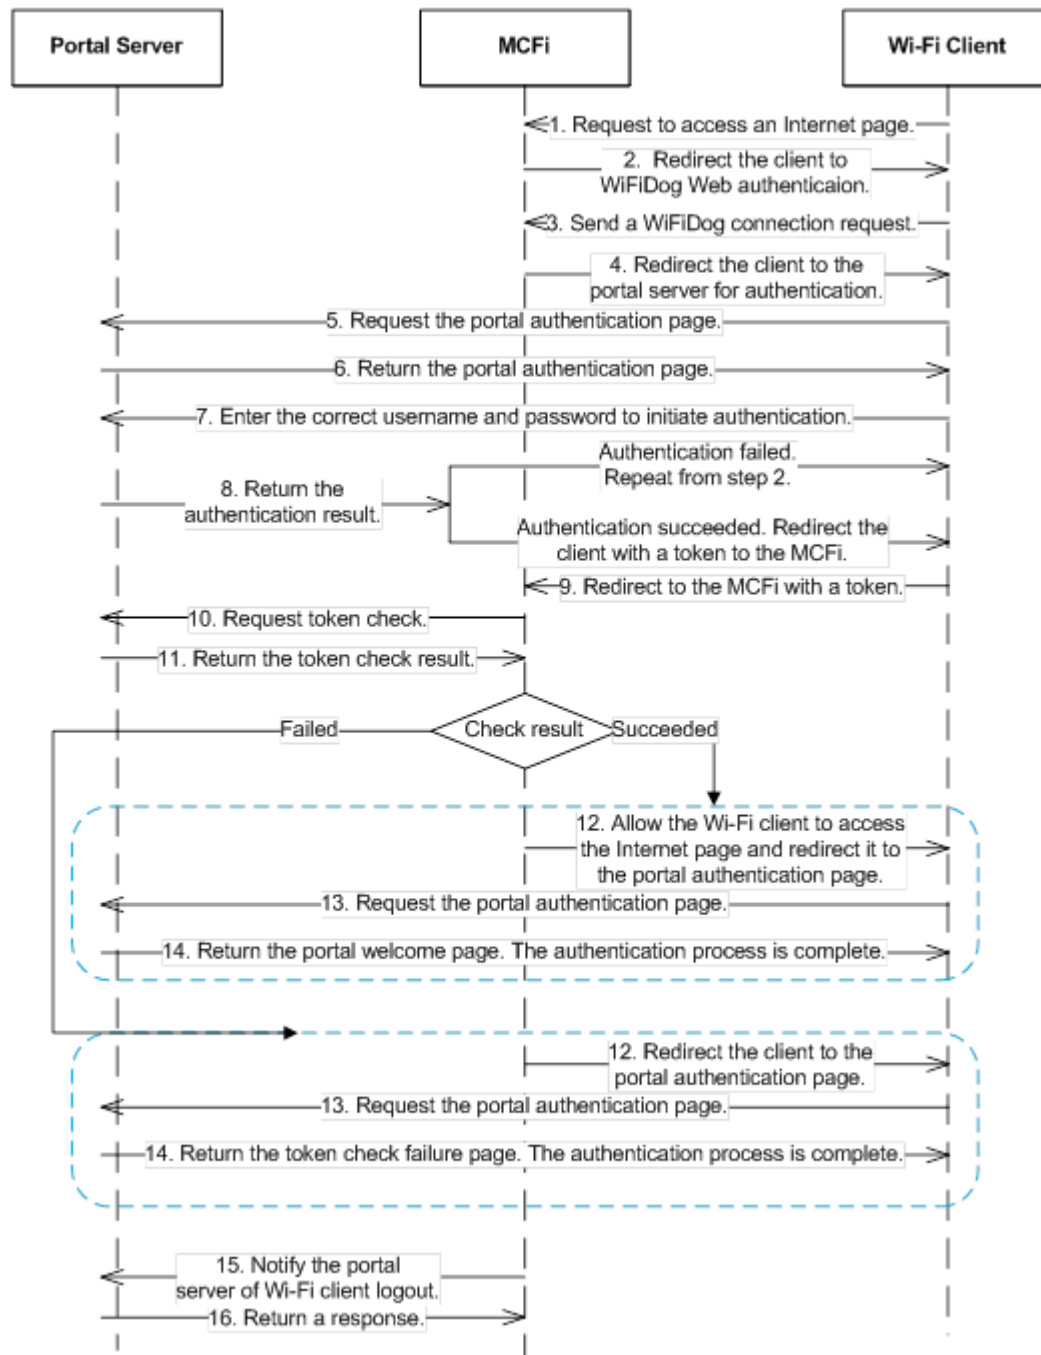 Portal Server
MCFi
Wi-Fi Client
1. Request to access an Internet page.
2. Redirect the client to
WiFiDog Web authenticaion.
3. Send a WiFiDog connection request.
4. Redirect the client to the
portal server for authentication.
5. Request the portal authentication page.
6. Return the portal authentication page.
7. Enter the correct username and password to initiate authentication.
Authentication failed.
Repeat from step 2.
8. Return the
authentication result.
Authentication succeeded. Redirect the
client with a token to the MCFi.
9. Redirect to the MCFi with a token.
10. Request token check.
11. Return the token check result.
Failed
Check result
Succeeded
12. Allow the Wi-Fi client to access
the Internet page and redirect it to
the portal authentication page.
13. Request the portal authentication page.
14. Return the portal welcome page. The authentication process is complete.
12. Redirect the client to the
portal authentication page.
13. Request the portal authentication page.
14. Return the token check failure page. The authentication process is complete.
15. Notify the portal
server of Wi-Fi client logout.
16. Return a response.